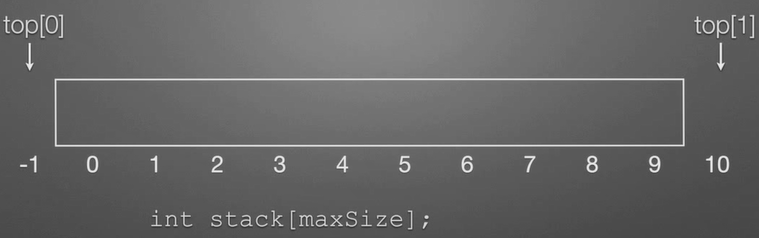 top[0] top[1]
-1 0 1 2 3 4 5 6 7 8 9 10
int stack[maxSize];